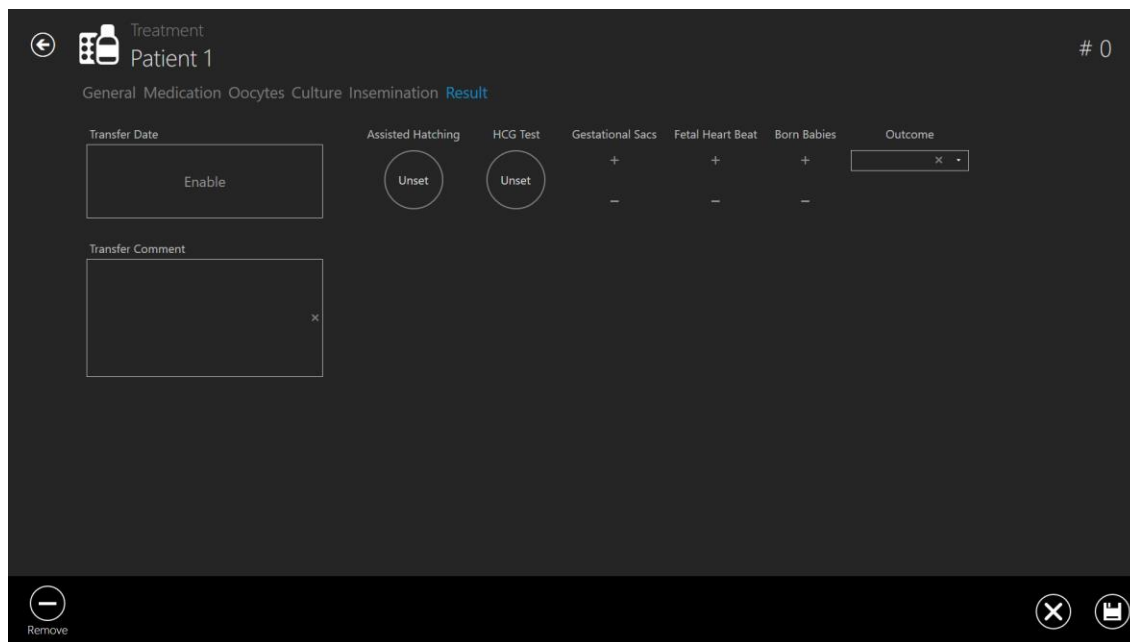 Treatment
Patient 1
# 0
General Medication Oocytes Culture Insemination Result
Transfer Date Assisted Hatching HCG Test Gestational Sacs Fetal Heart Beat Born Babies Outcome
+ + +
Enable Unset Unset
− − −
Transfer Comment
Remove